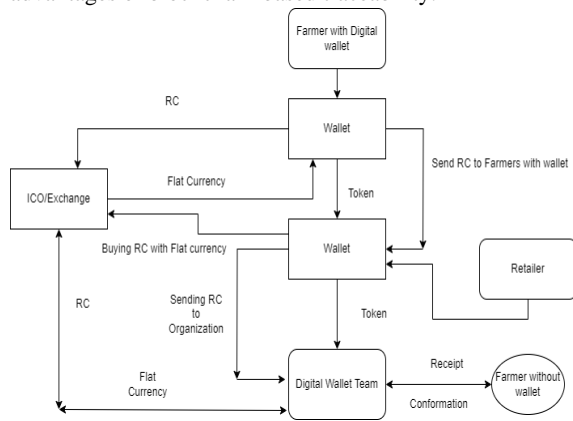 Farmer with Digital
wallet
RC
Wallet
Send RC to Farmers with wallet
Flat Currency
ICO/Exchange
Token
Wallet
Buying RC with Flat currency
Retailer
RC
Sending RC
to
Organization
Token
Receipt
Flat
Currency
Digital Wallet Team
Farmer without
wallet
Conformation